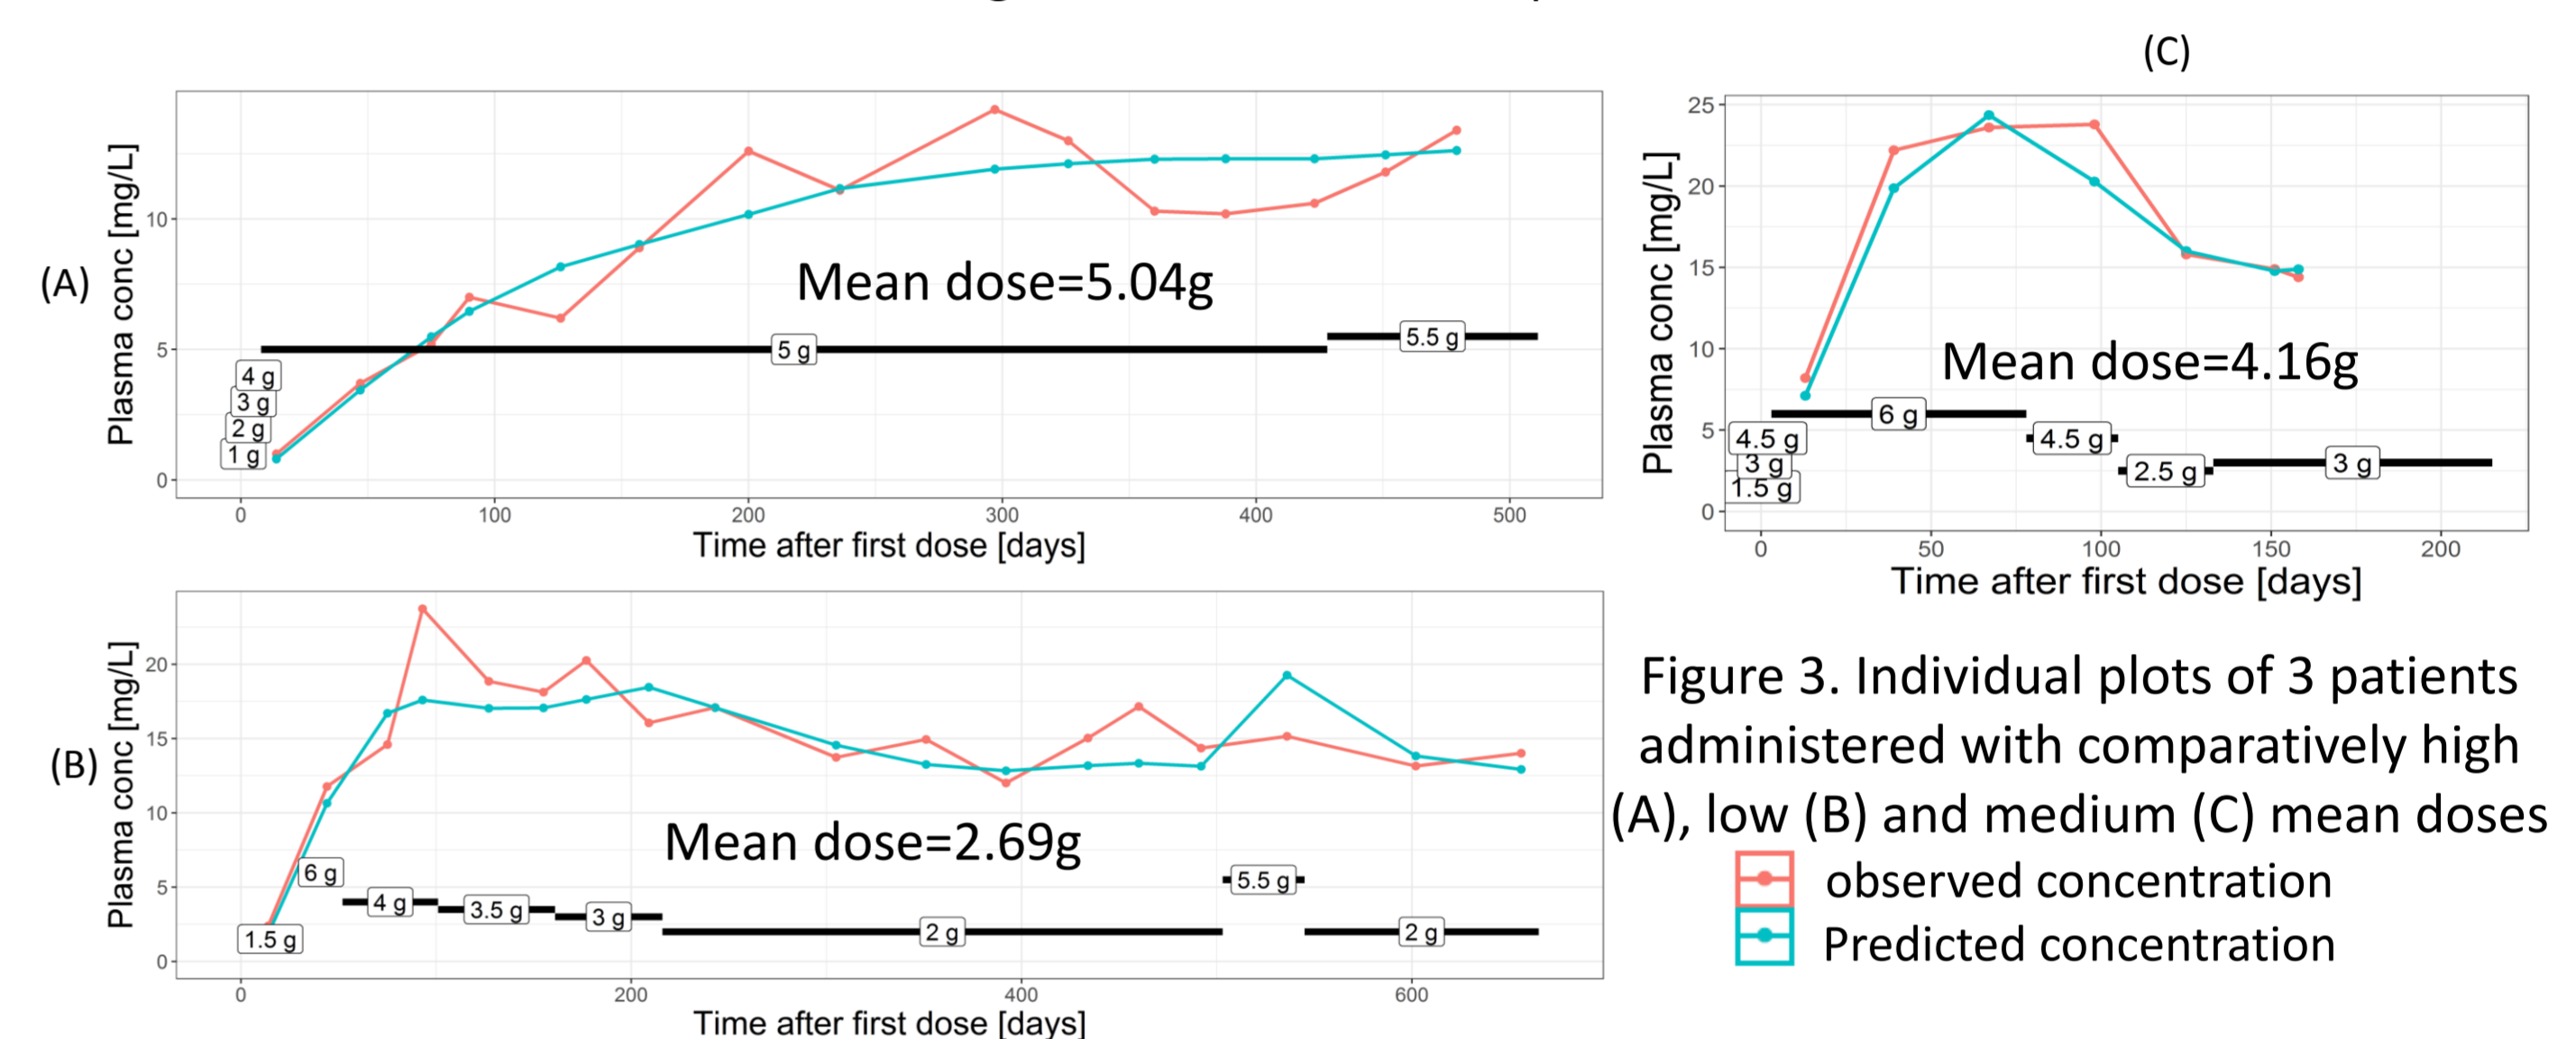 (A)
Plasma conc [mg/L]
10
5
0
Mean dose=5.04g
5.5 g
5 g
4 g
3 g
2 g
1 g
0 100 200 300 400 500
Time after first dose [days]
(B)
Plasma conc [mg/L]
20
15
10
5
0
Mean dose=2.69g
6 g
5.5 g
4 g
3.5 g
3 g
2 g
2 g
1.5 g
0 200 400 600
Time after first dose [days]
(C)
Plasma conc [mg/L]
25
20
15
10
5
0
Mean dose=4.16g
6 g
4.5 g
4.5 g
3 g
2.5 g
3 g
1.5 g
0 50 100 150 200
Time after first dose [days]
Figure 3. Individual plots of 3 patients
administered with comparatively high
(A), low (B) and medium (C) mean doses
observed concentration
Predicted concentration